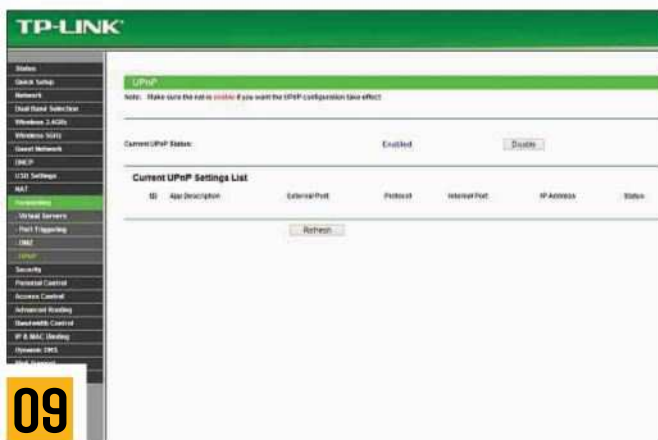 TP-LINK
Status
Quick Setup
Network
Dual Band Selection
Wireless 2.4GHz
Wireless 5GHz
Guest Network
DHCP
USB Settings
NAT
Forwarding
- Virtual Servers
- Port Triggering
- DMZ
- UPnP
Security
Parental Control
Access Control
Advanced Routing
Bandwidth Control
IP & MAC Binding
Dynamic DNS
UPnP
Note: Make sure the nat is enable if you want the UPnP configuration take effect
Current UPnP Status: Enabled Disable
Current UPnP Settings List
ID App Description External Port Protocol Internal Port IP Address Status
Refresh
09